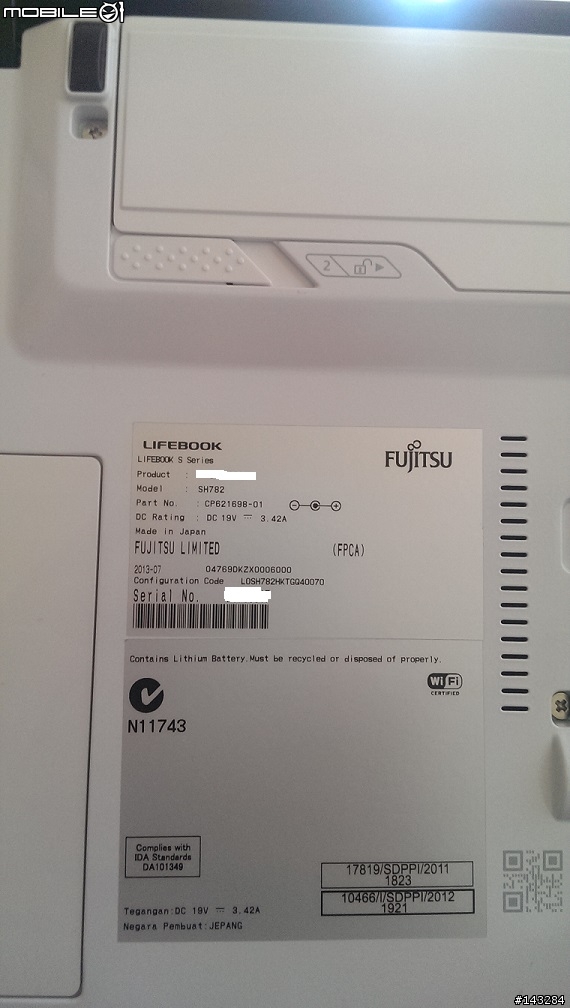 MOBILE01
2
LIFEBOOK
LIFEBOOK S Series
FUJITSU
Product :
Model : SH782
Part No. : CP621698-01
DC Rating : DC 19V 3.42A
Made in Japan
FUJITSU LIMITED (FPCA)
2013-07 04769DKZX0006000
Configuration Code L0SH782HKTGQ40070
Serial No.
Contains Lithium Battery.Must be recycled or disposed of properly.
Wi Fi
CERTIFIED
N11743
Complies with
IDA Standards
DA101349
17819/SDPPI/2011
1823
10466/I/SDPPI/2012
1921
Tegangan:DC 19V 3.42A
Negara Pembuat:JEPANG
#143284